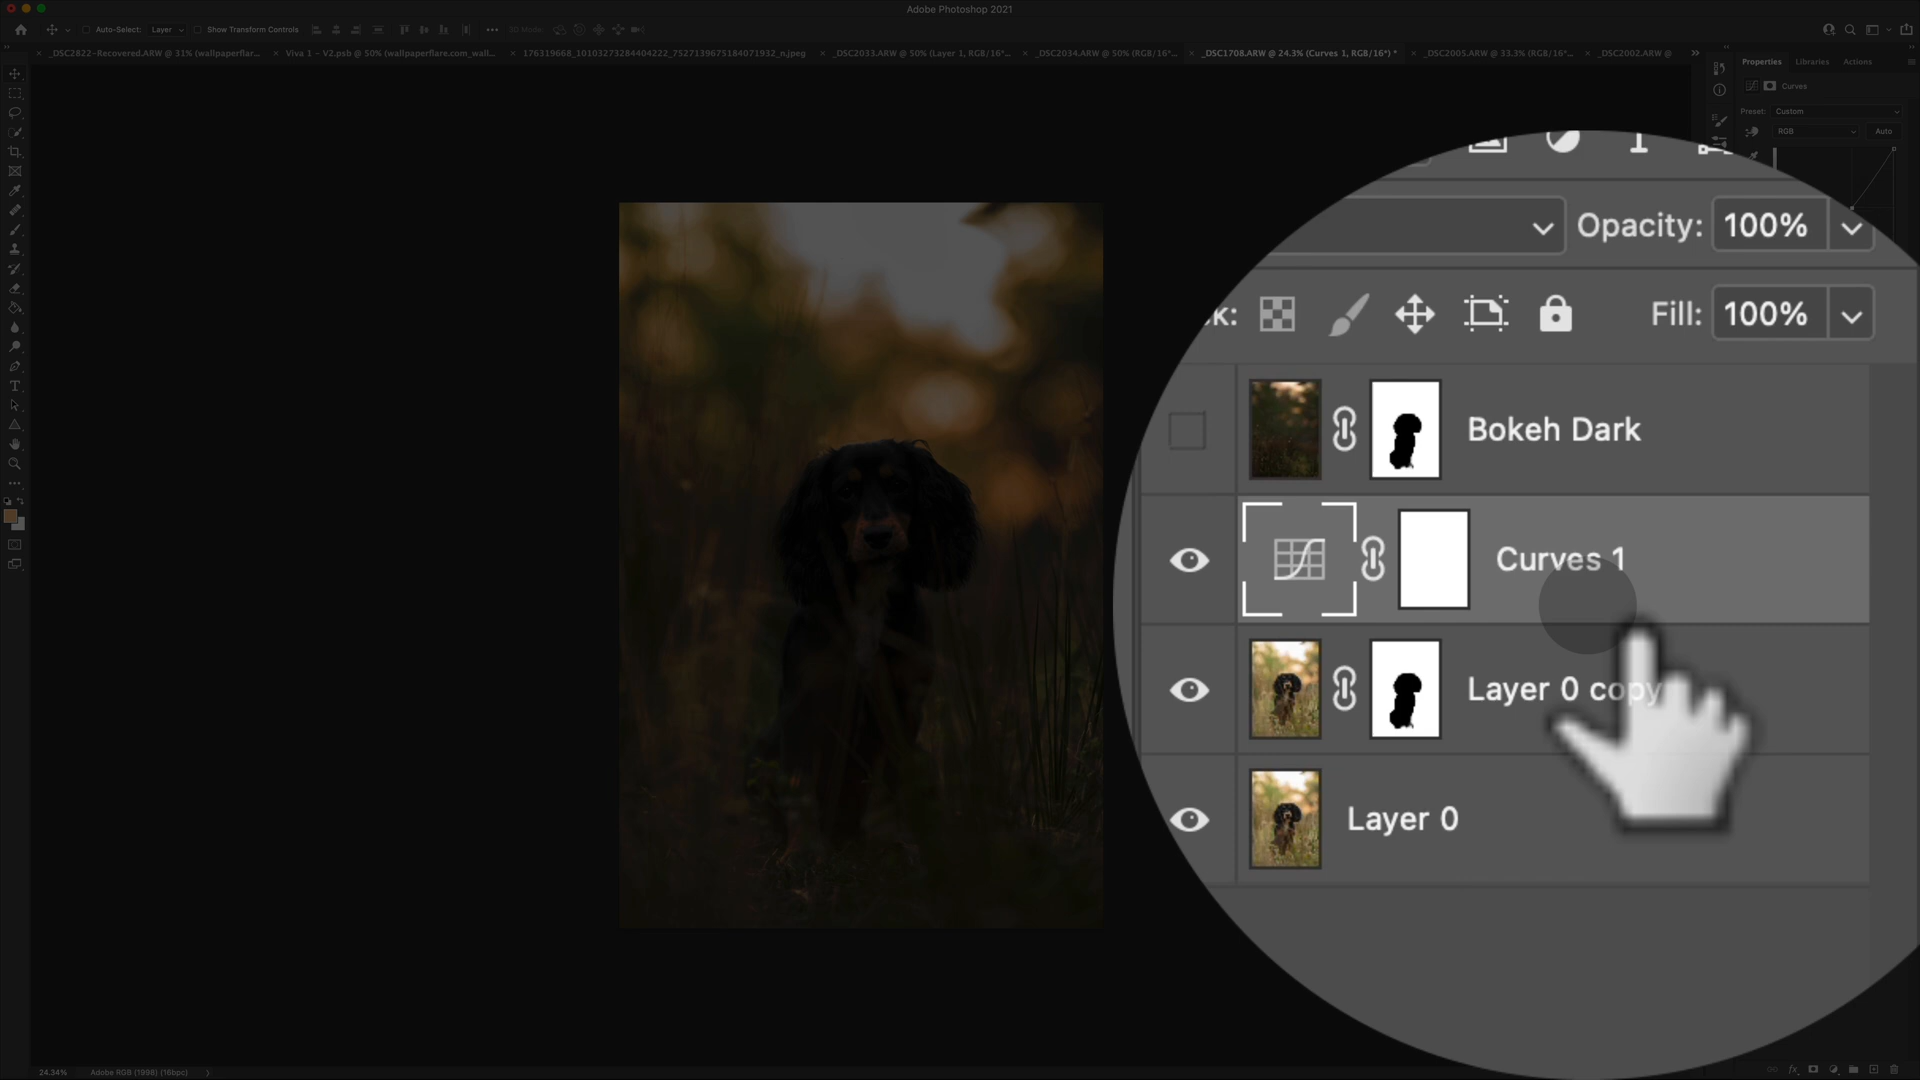 Adobe Photoshop 2021
Auto-Select: Layer Show Transform Controls 3D Mode:
_DSC2822-Recovered.ARW @ 31% (wallpaperflare... Viva 1 - V2.psb @ 50% (wallpaperflare.com_wall... 176319668_10103273284404222_7527139675184071932_n.jpeg _DSC2033.ARW @ 50% (Layer 1, RGB/16*... _DSC2034.ARW @ 50% (RGB/16*... _DSC1708.ARW @ 24.3% (Curves 1, RGB/16*) * _DSC2005.ARW @ 33.3% (RGB/16*... _DSC2002.ARW @
Properties Libraries Actions
Curves
Preset: Custom
RGB Auto
Opacity: 100%
k: Fill: 100%
Bokeh Dark
Curves 1
Layer 0 copy
Layer 0
24.34% Adobe RGB (1998) (16bpc)